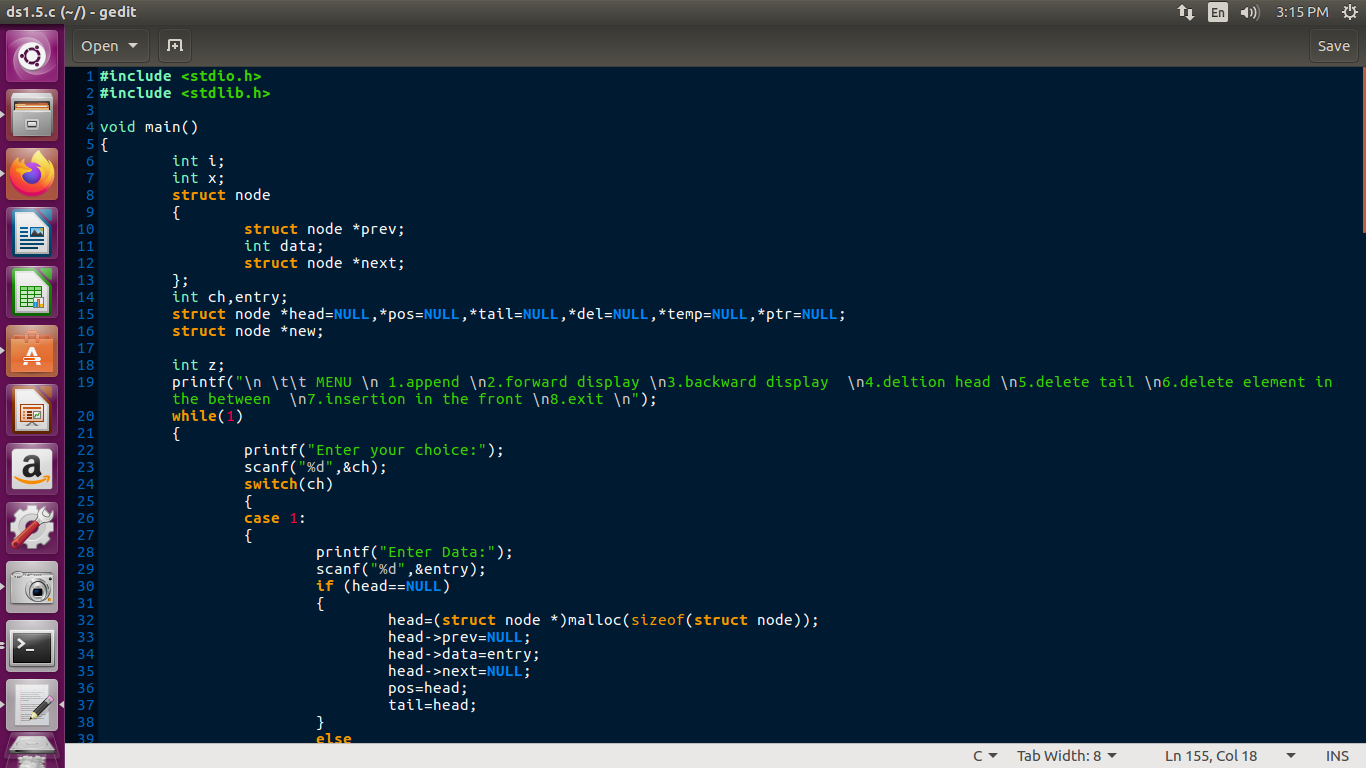 ds1.5.c (~/) - gedit
En 3:15 PM
Open Save
1 #include <stdio.h>
2 #include <stdlib.h>
3
4 void main()
5 {
6 int i;
7 int x;
8 struct node
9 {
10 struct node *prev;
11 int data;
12 struct node *next;
13 };
14 int ch,entry;
15 struct node *head=NULL,*pos=NULL,*tail=NULL,*del=NULL,*temp=NULL,*ptr=NULL;
16 struct node *new;
17
18 int z;
19 printf("\n \t\t MENU \n 1.append \n2.forward display \n3.backward display  \n4.deltion head \n5.delete tail \n6.delete element in
the between  \n7.insertion in the front \n8.exit \n");
20 while(1)
21 {
22 printf("Enter your choice:");
23 scanf("%d",&ch);
24 switch(ch)
25 {
26 case 1:
27 {
28 printf("Enter Data:");
29 scanf("%d",&entry);
30 if (head==NULL)
31 {
32 head=(struct node *)malloc(sizeof(struct node));
33 head->prev=NULL;
34 head->data=entry;
35 head->next=NULL;
36 pos=head;
37 tail=head;
38 }
39 else
C Tab Width: 8 Ln 155, Col 18 INS